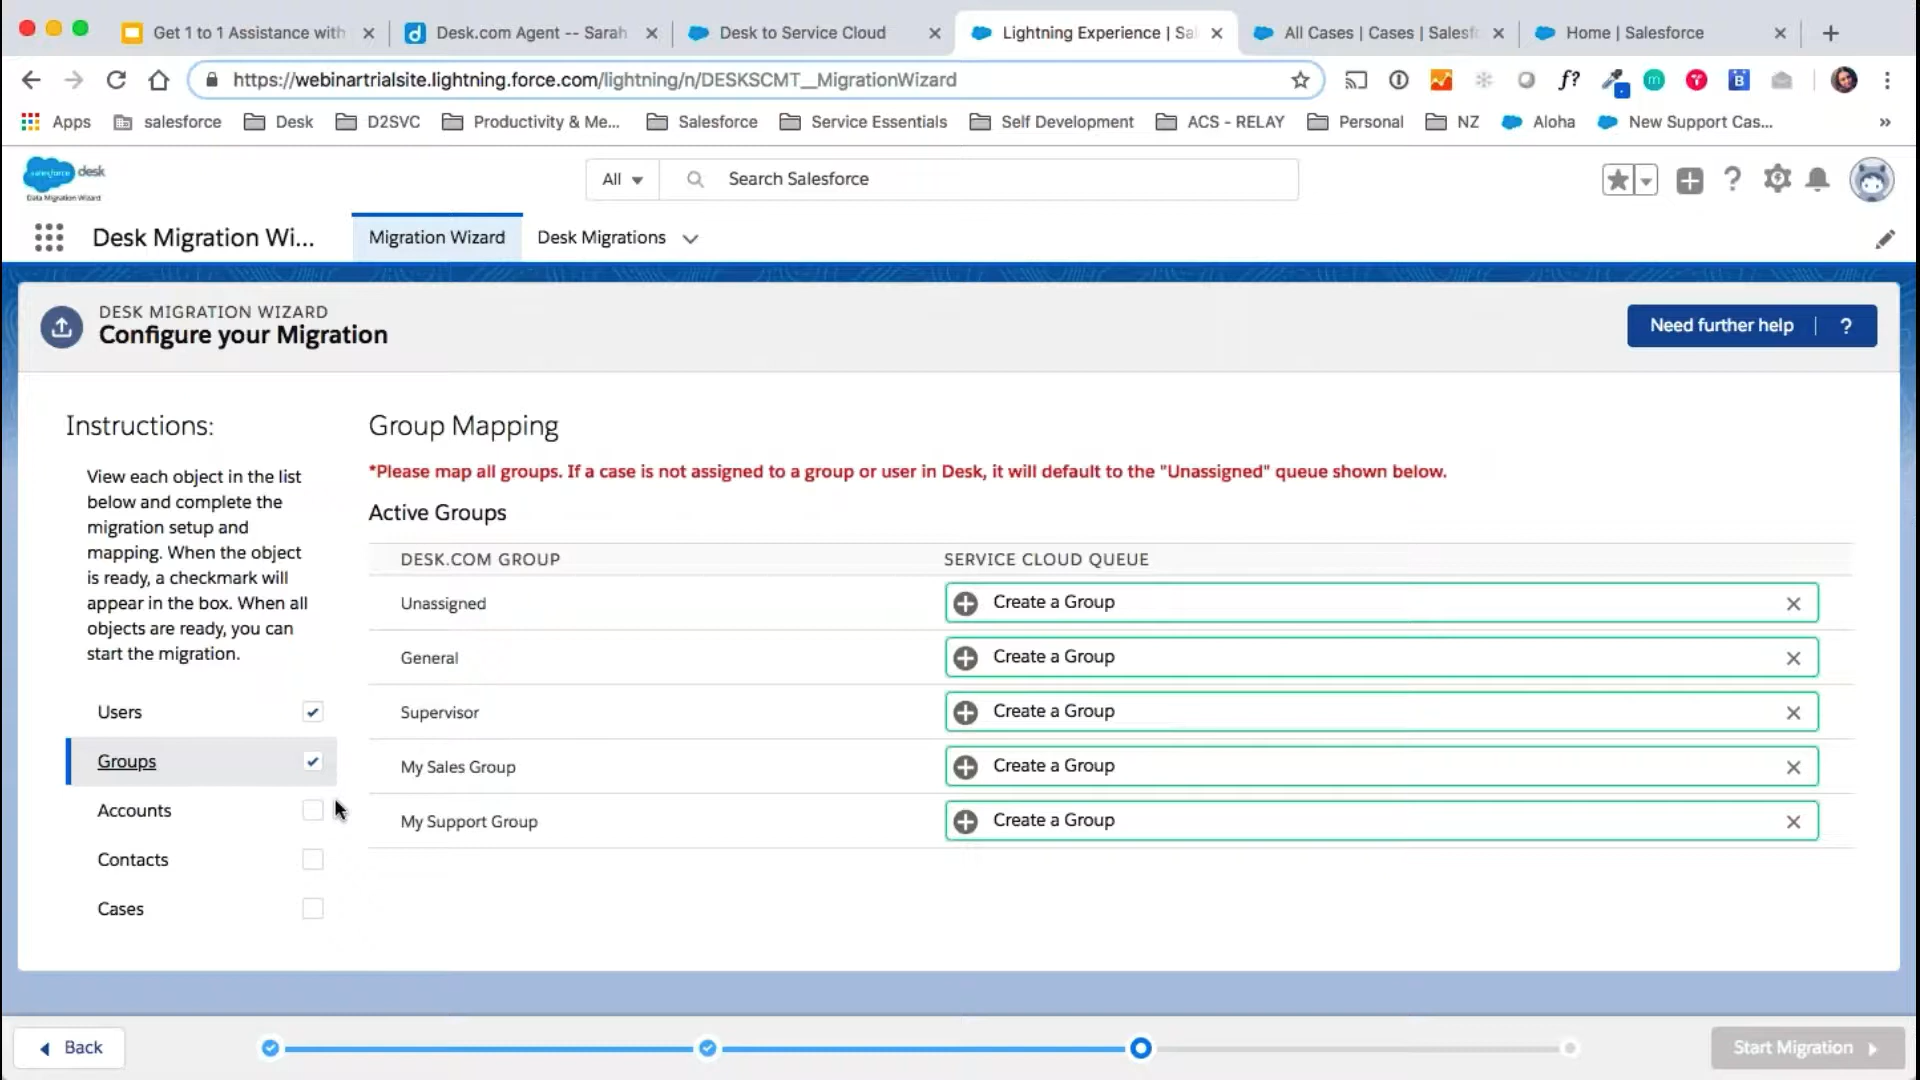 Get 1 to 1 Assistance with
Desk.com Agent -- Sarah
Desk to Service Cloud
Lightning Experience | Sa
All Cases | Cases | Salesf
Home | Salesforce
https://webinartrialsite.lightning.force.com/lightning/n/DESKSCMT__MigrationWizard
f?
Apps
salesforce
Desk
D2SVC
Productivity & Me...
Salesforce
Service Essentials
Self Development
ACS - RELAY
Personal
NZ
Aloha
New Support Cas...
»
salesforce desk
Data Migration Wizard
All
Search Salesforce
Desk Migration Wi...
Migration Wizard
Desk Migrations
DESK MIGRATION WIZARD
Configure your Migration
Need further help | ?
Instructions:
View each object in the list
below and complete the
migration setup and
mapping. When the object
is ready, a checkmark will
appear in the box. When all
objects are ready, you can
start the migration.
Users
Groups
Accounts
Contacts
Cases
Group Mapping
*Please map all groups. If a case is not assigned to a group or user in Desk, it will default to the "Unassigned" queue shown below.
Active Groups
DESK.COM GROUP
SERVICE CLOUD QUEUE
Unassigned
Create a Group
General
Create a Group
Supervisor
Create a Group
My Sales Group
Create a Group
My Support Group
Create a Group
Back
Start Migration